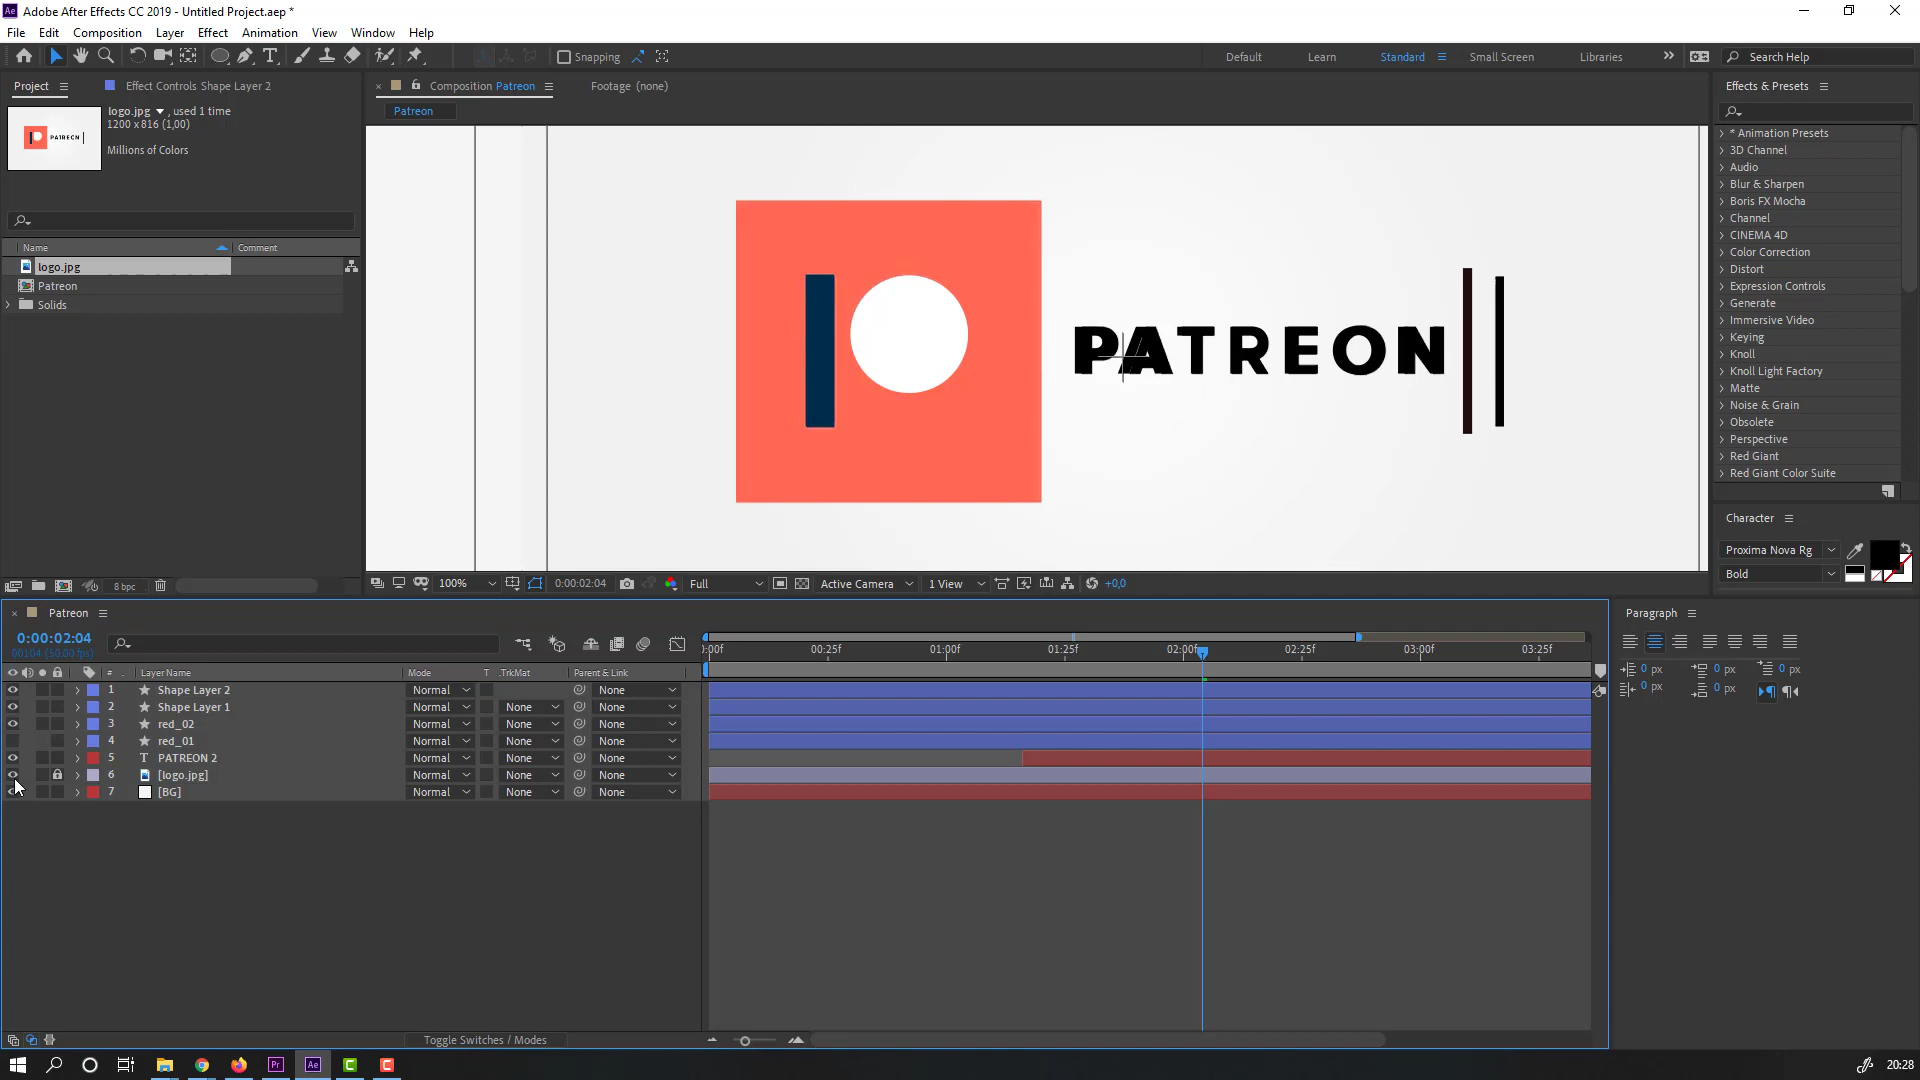 Adobe After Effects CC 2019 - Untitled Project.aep *
File Edit Composition Layer Effect Animation View Window Help
Snapping
Default Learn Standard Small Screen Libraries
Search Help
Project Effect Controls Shape Layer 2
Composition Patreon Footage (none)
Effects & Presets
logo.jpg , used 1 time
1200 x 816 (1,00)
Millions of Colors
Patreon
PATREON
Name Comment
logo.jpg
Patreon
Solids
* Animation Presets
3D Channel
Audio
Blur & Sharpen
Boris FX Mocha
Channel
CINEMA 4D
Color Correction
Distort
Expression Controls
Generate
Immersive Video
Keying
Knoll
Knoll Light Factory
Matte
Noise & Grain
Obsolete
Perspective
Red Giant
Red Giant Color Suite
Character
Proxima Nova Rg
Bold
PATREON
8 bpc
100% 0:00:02:04 Full Active Camera 1 View +0,0
Patreon
0:00:02:04
00104 (50.00 fps)
:00f 00:25f 01:00f 01:25f 02:00f 02:25f 03:00f 03:25f
# Layer Name Mode T .TrkMat Parent & Link
1 Shape Layer 2 Normal None
2 Shape Layer 1 Normal None None
3 red_02 Normal None None
4 red_01 Normal None None
5 T PATREON 2 Normal None None
6 [logo.jpg] Normal None None
7 [BG] Normal None None
Toggle Switches / Modes
Paragraph
0 px 0 px 0 px
0 px 0 px
Pr Ae
20:28